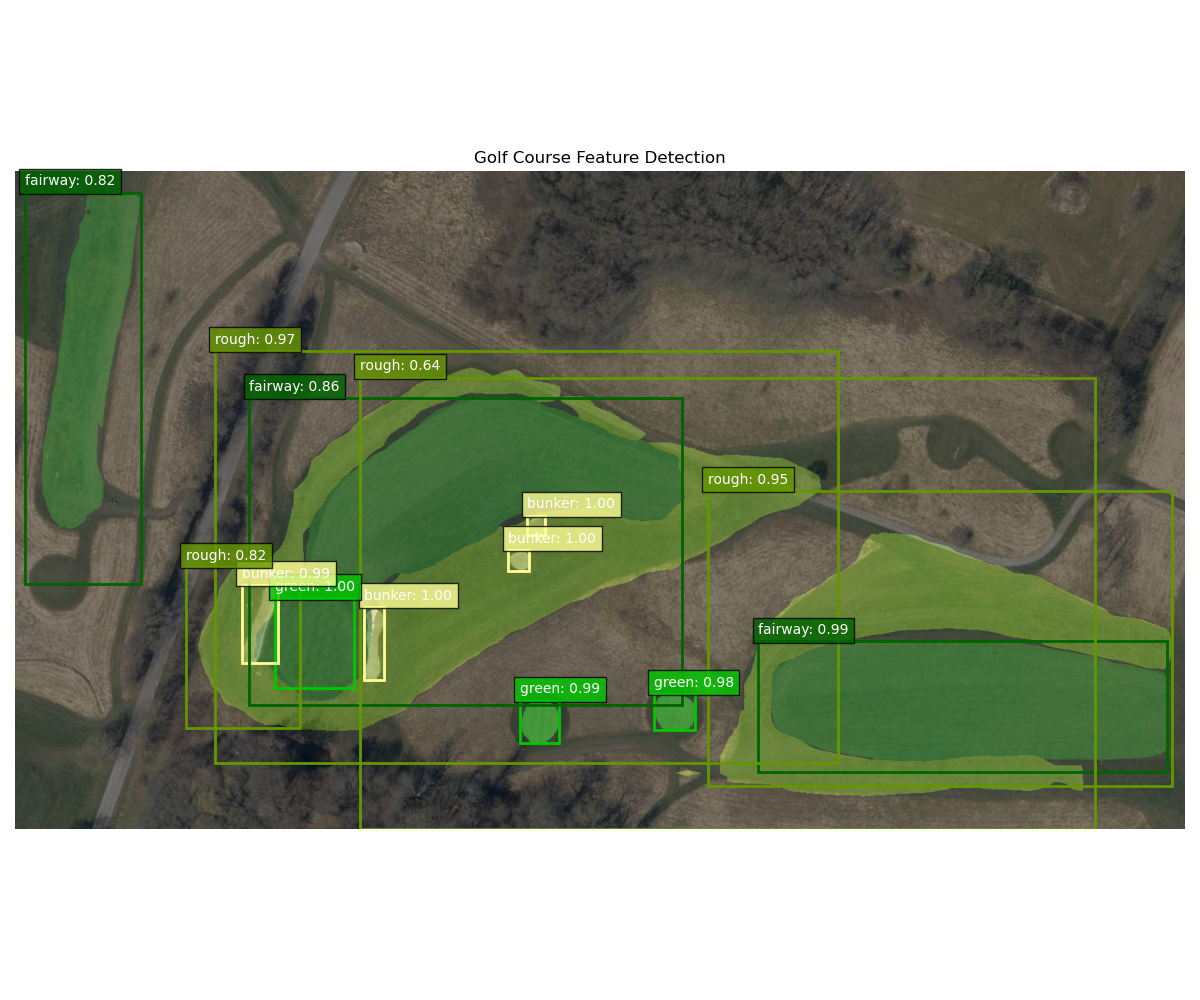 Golf Course Feature Detection
fairway: 0.82
rough: 0.97
rough: 0.64
fairway: 0.86
rough: 0.95
bunker: 1.00
bunker: 1.00
rough: 0.82
bunker: 0.99
green: 1.00
bunker: 1.00
fairway: 0.99
green: 0.98
green: 0.99